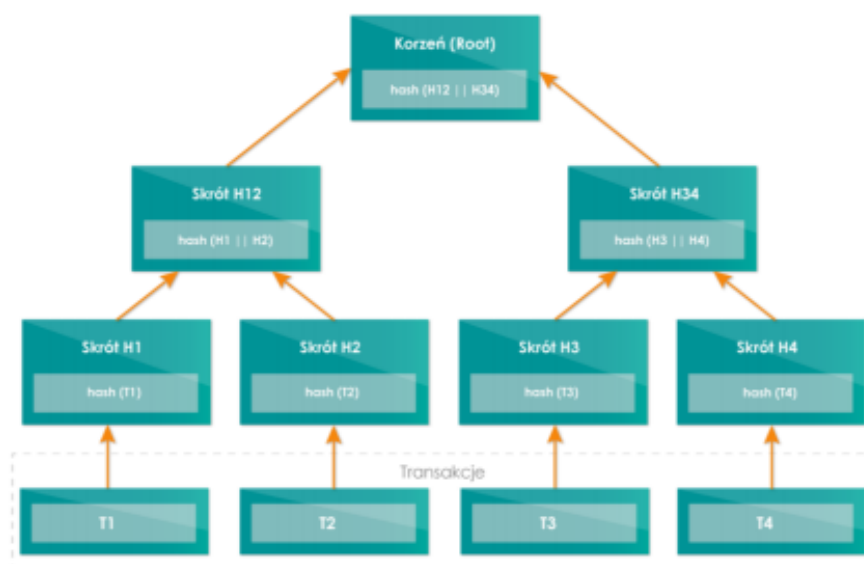 Korzeń (Root)
hash (H12 || H34)
Skrót H12
hash (H1 || H2)
Skrót H34
hash (H3 || H4)
Skrót H1
hash (T1)
Skrót H2
hash (T2)
Skrót H3
hash (T3)
Skrót H4
hash (T4)
Transakcje
T1
T2
T3
T4